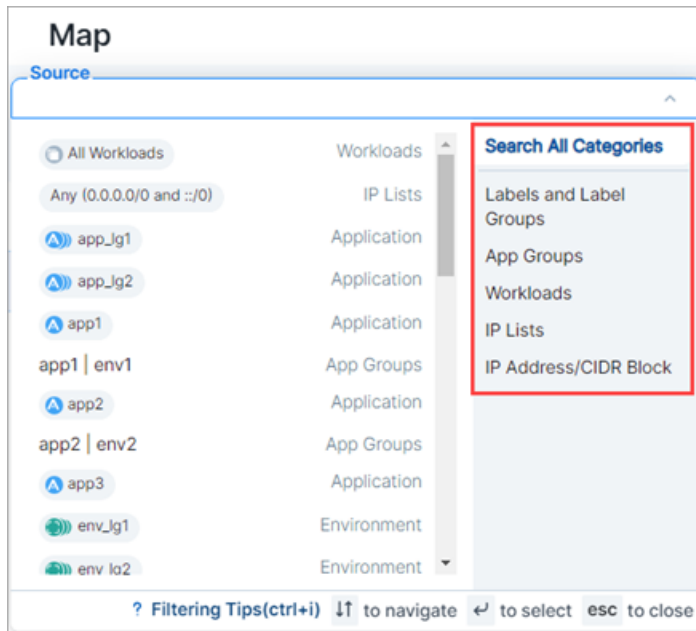 Map
Source
All Workloads Workloads
Any (0.0.0.0/0 and ::/0) IP Lists
app_lg1 Application
app_lg2 Application
app1 Application
app1 | env1 App Groups
app2 Application
app2 | env2 App Groups
app3 Application
env_lg1 Environment
env_lg2 Environment
Search All Categories
Labels and Label
Groups
App Groups
Workloads
IP Lists
IP Address/CIDR Block
? Filtering Tips(ctrl+i) ↓↑ to navigate ↵ to select esc to close